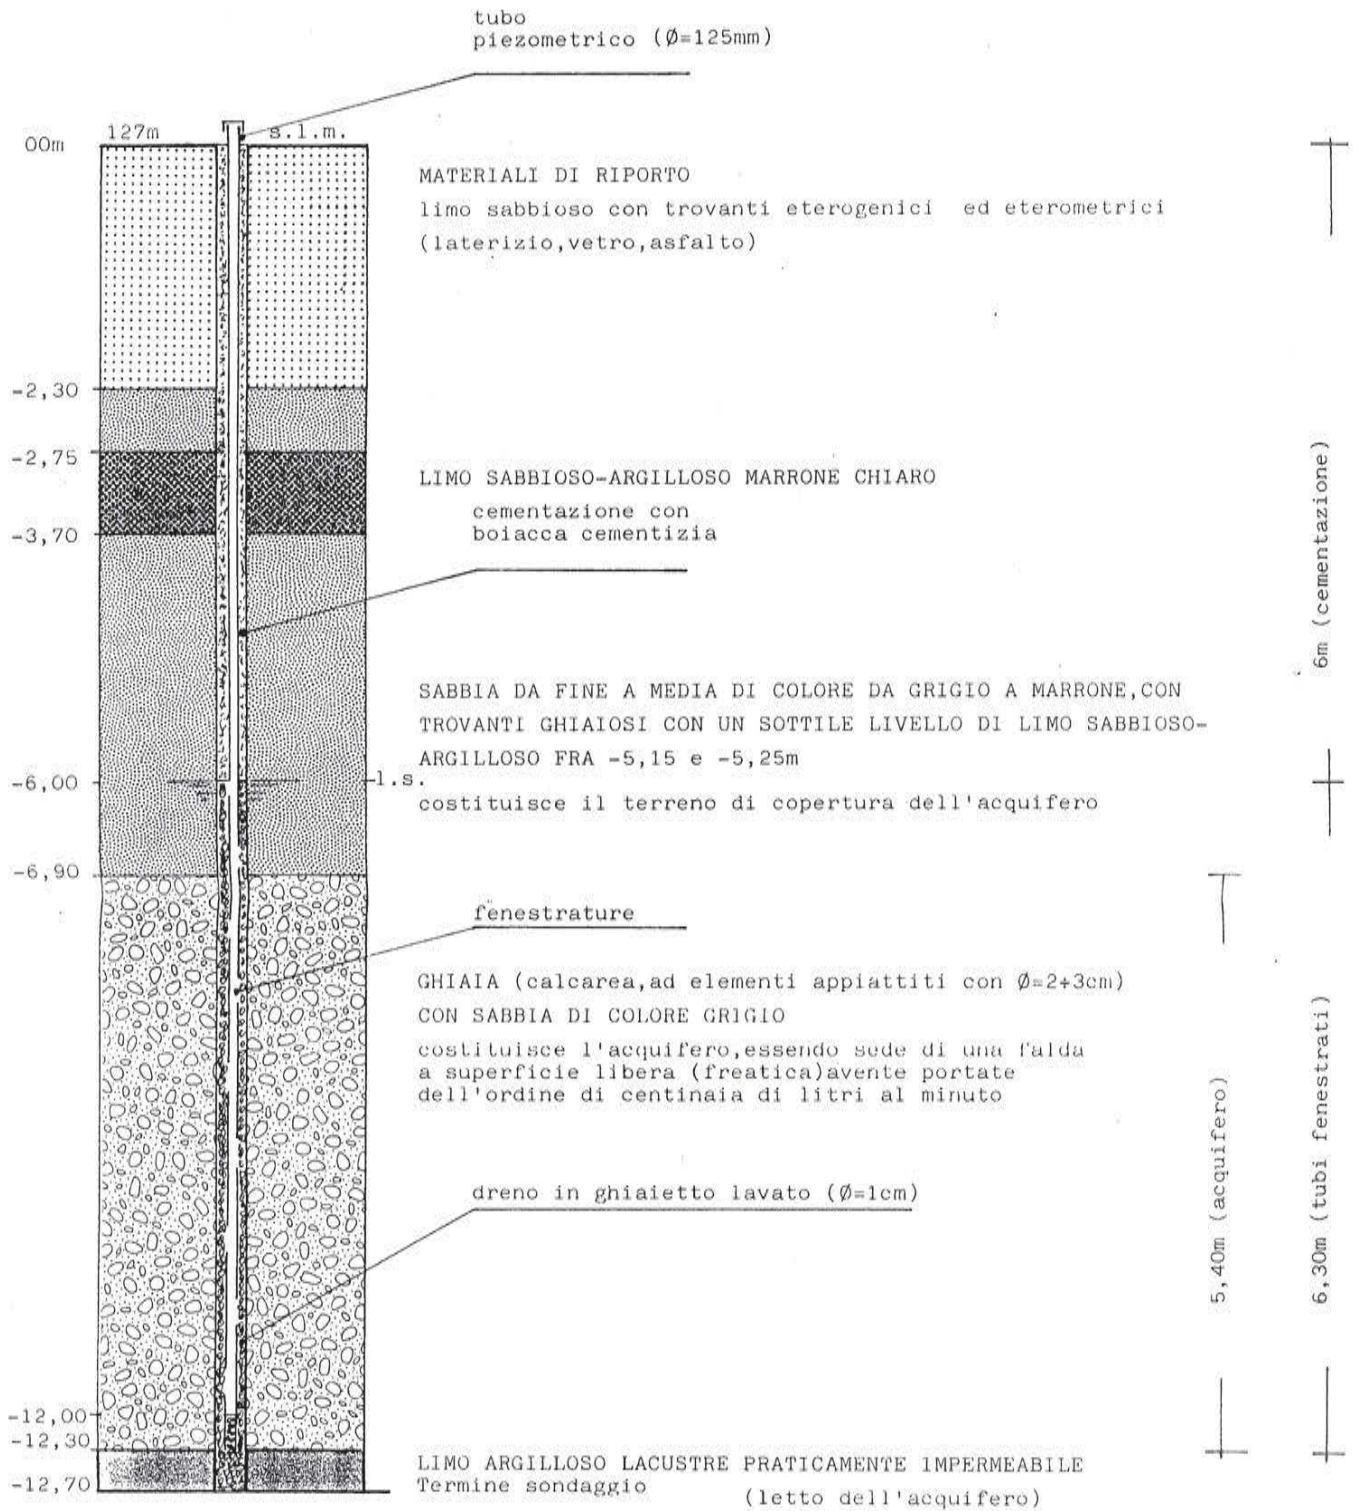 tubo
piezometrico (Ø=125mm)
00m
127m
s.l.m.
MATERIALI DI RIPORTO
limo sabbioso con trovanti eterogenici ed eterometrici
(laterizio,vetro,asfalto)
-2,30
-2,75
LIMO SABBIOSO-ARGILLOSO MARRONE CHIARO
cementazione con
boiacca cementizia
-3,70
6m (cementazione)
SABBIA DA FINE A MEDIA DI COLORE DA GRIGIO A MARRONE,CON
TROVANTI GHIAIOSI CON UN SOTTILE LIVELLO DI LIMO SABBIOSO-
ARGILLOSO FRA -5,15 e -5,25m
-6,00
l.s.
costituisce il terreno di copertura dell'acquifero
-6,90
fenestrature
GHIAIA (calcarea,ad elementi appiattiti con Ø=2÷3cm)
CON SABBIA DI COLORE GRIGIO
costituisce l'acquifero,essendo sede di una falda
a superficie libera (freatica)avente portate
dell'ordine di centinaia di litri al minuto
5,40m (acquifero)
6,30m (tubi fenestrati)
dreno in ghiaietto lavato (Ø=1cm)
-12,00
-12,30
LIMO ARGILLOSO LACUSTRE PRATICAMENTE IMPERMEABILE
-12,70
Termine sondaggio
(letto dell'acquifero)